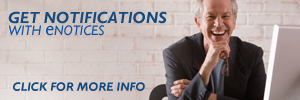 GET NOTIFICATIONS
WITH eNOTICES
CLICK FOR MORE INFO